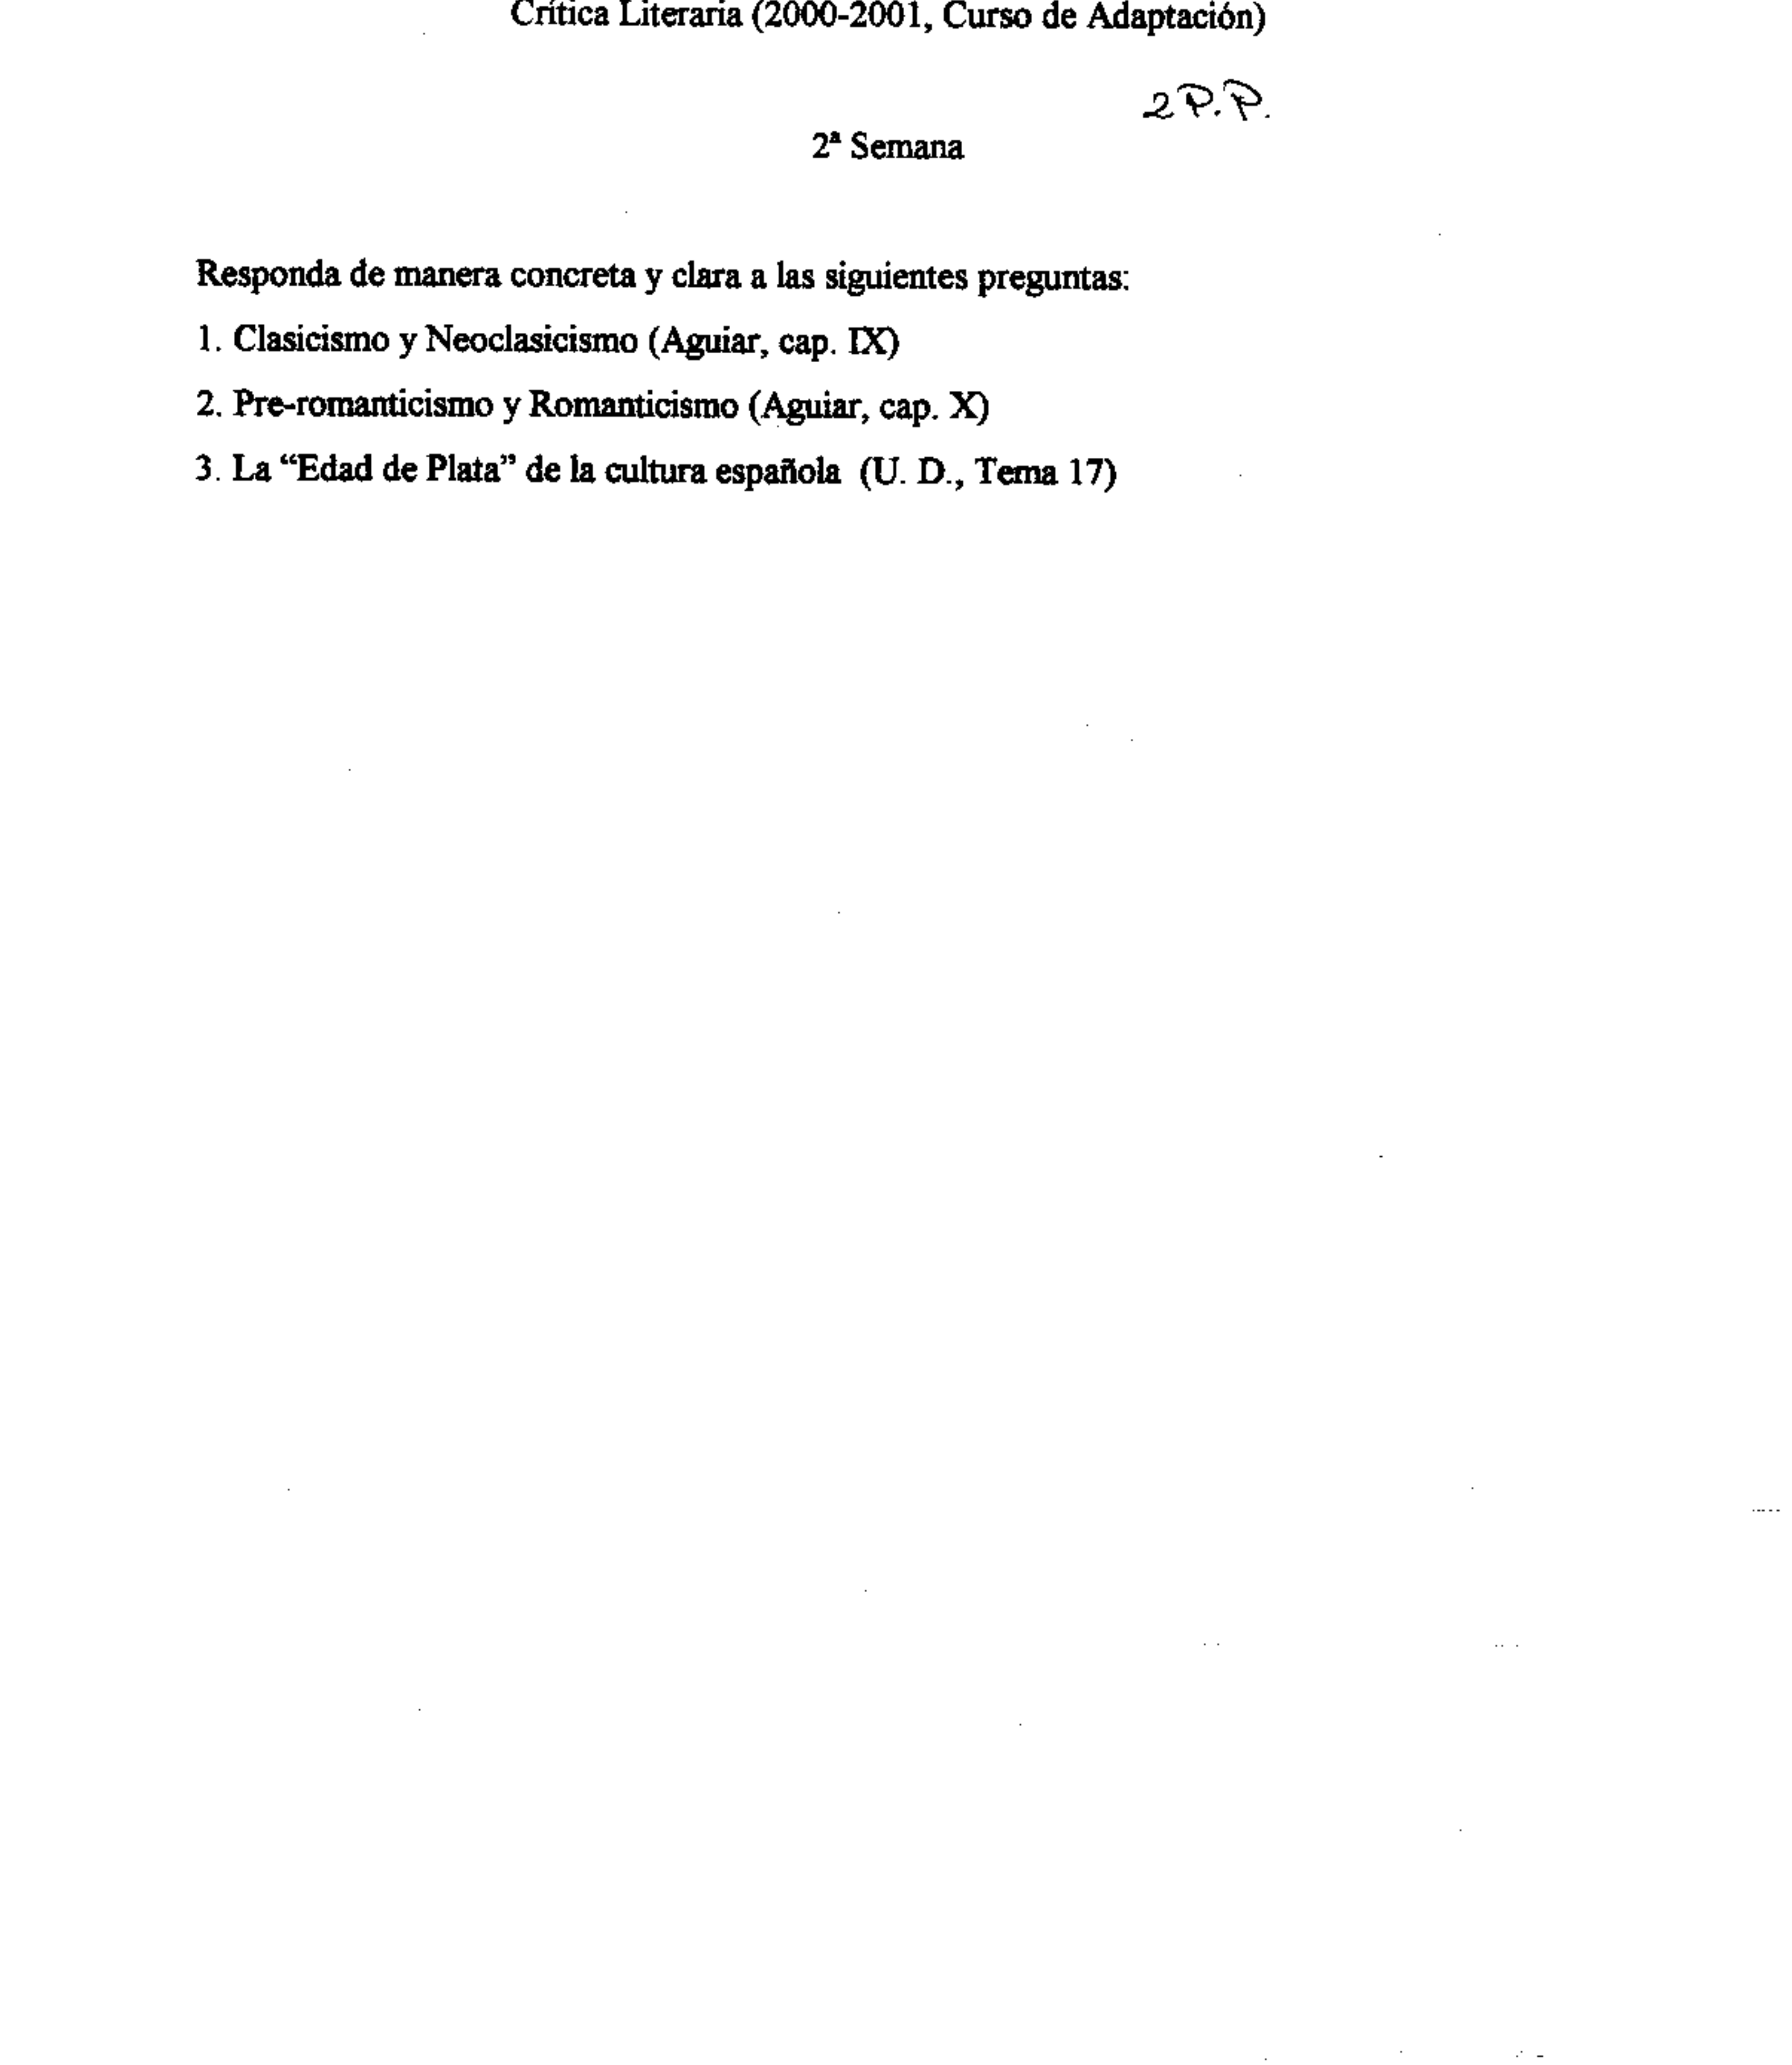 Crítica Literaria (2000-2001, Curso de Adaptación)
2 P.P.
2ª Semana
Responda de manera concreta y clara a las siguientes preguntas:
1. Clasicismo y Neoclasicismo (Aguiar, cap. IX)
2. Pre-romanticismo y Romanticismo (Aguiar, cap. X)
3. La “Edad de Plata” de la cultura española (U. D., Tema 17)